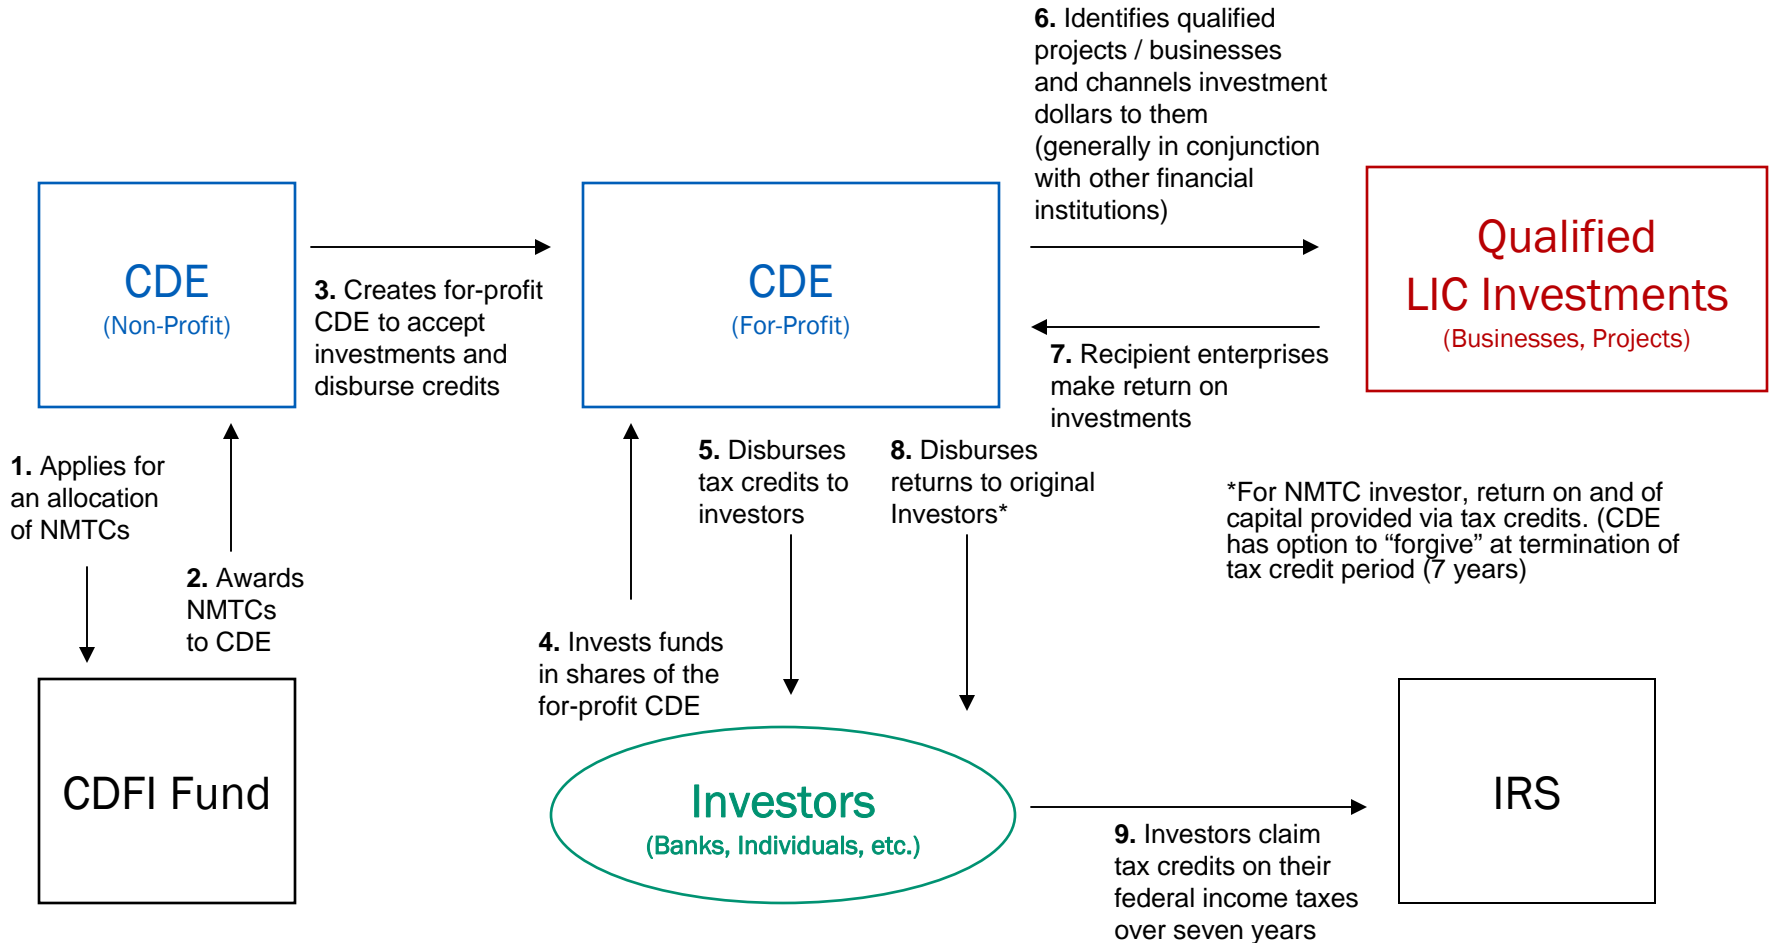 6. Identifies qualified
projects / businesses
and channels investment
dollars to them
(generally in conjunction
with other financial
institutions)
CDE
(Non-Profit)
3. Creates for-profit
CDE to accept
investments and
disburse credits
CDE
(For-Profit)
Qualified
LIC Investments
(Businesses, Projects)
7. Recipient enterprises
make return on
investments
1. Applies for
an allocation
of NMTCs
2. Awards
NMTCs
to CDE
5. Disburses
tax credits to
investors
8. Disburses
returns to original
Investors*
*For NMTC investor, return on and of
capital provided via tax credits. (CDE
has option to “forgive” at termination of
tax credit period (7 years)
4. Invests funds
in shares of the
for-profit CDE
CDFI Fund
Investors
(Banks, Individuals, etc.)
9. Investors claim
tax credits on their
federal income taxes
over seven years
IRS